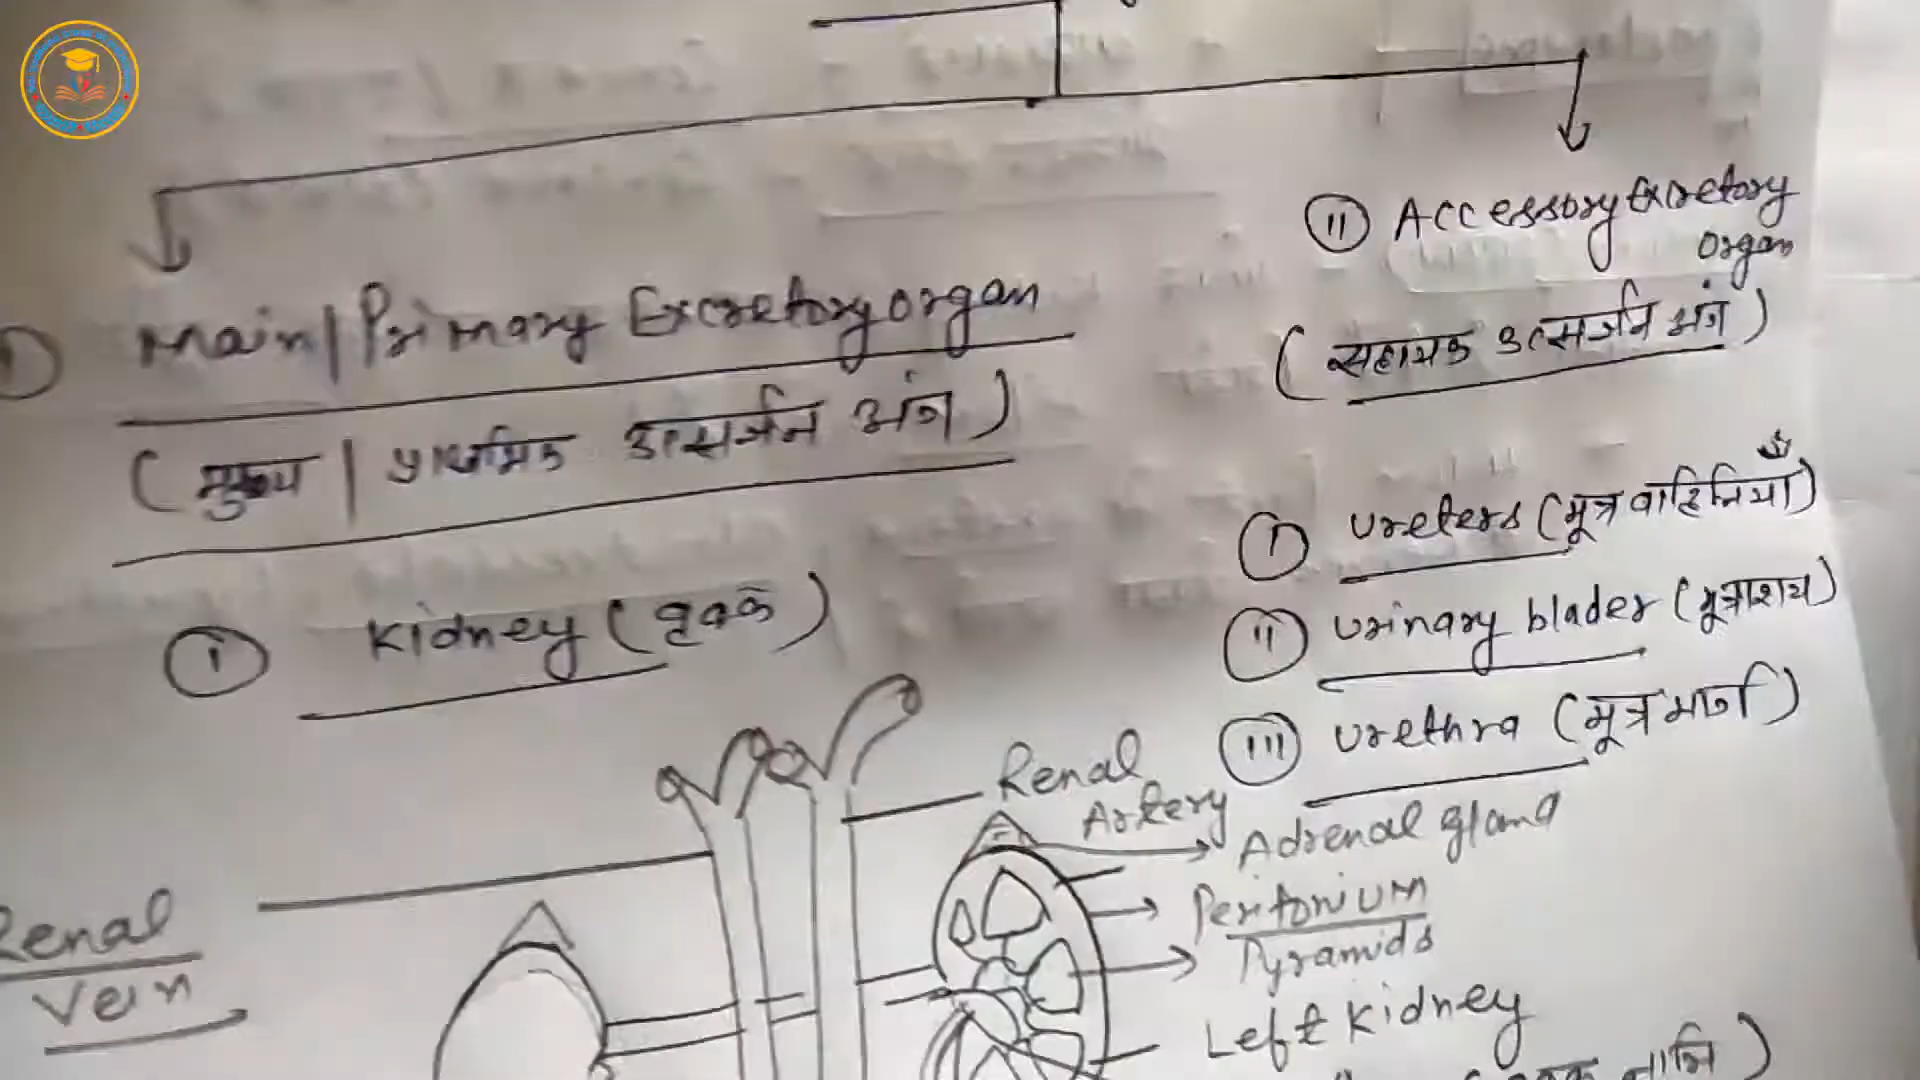 Main | Primary Excretory organ
( मुख्य | प्राथमिक उत्सर्जन अंग )
i Kidney ( वृक्क )
II Accessory Excretory
organ
( सहायक उत्सर्जन अंग )
I ureters (मूत्र वाहिनियाँ)
II urinary blader (मूत्राशय)
III urethra (मूत्र मार्ग)
Renal
Artery
Adrenal gland
Peritonium
Pyramids
Left Kidney
Renal
Vein